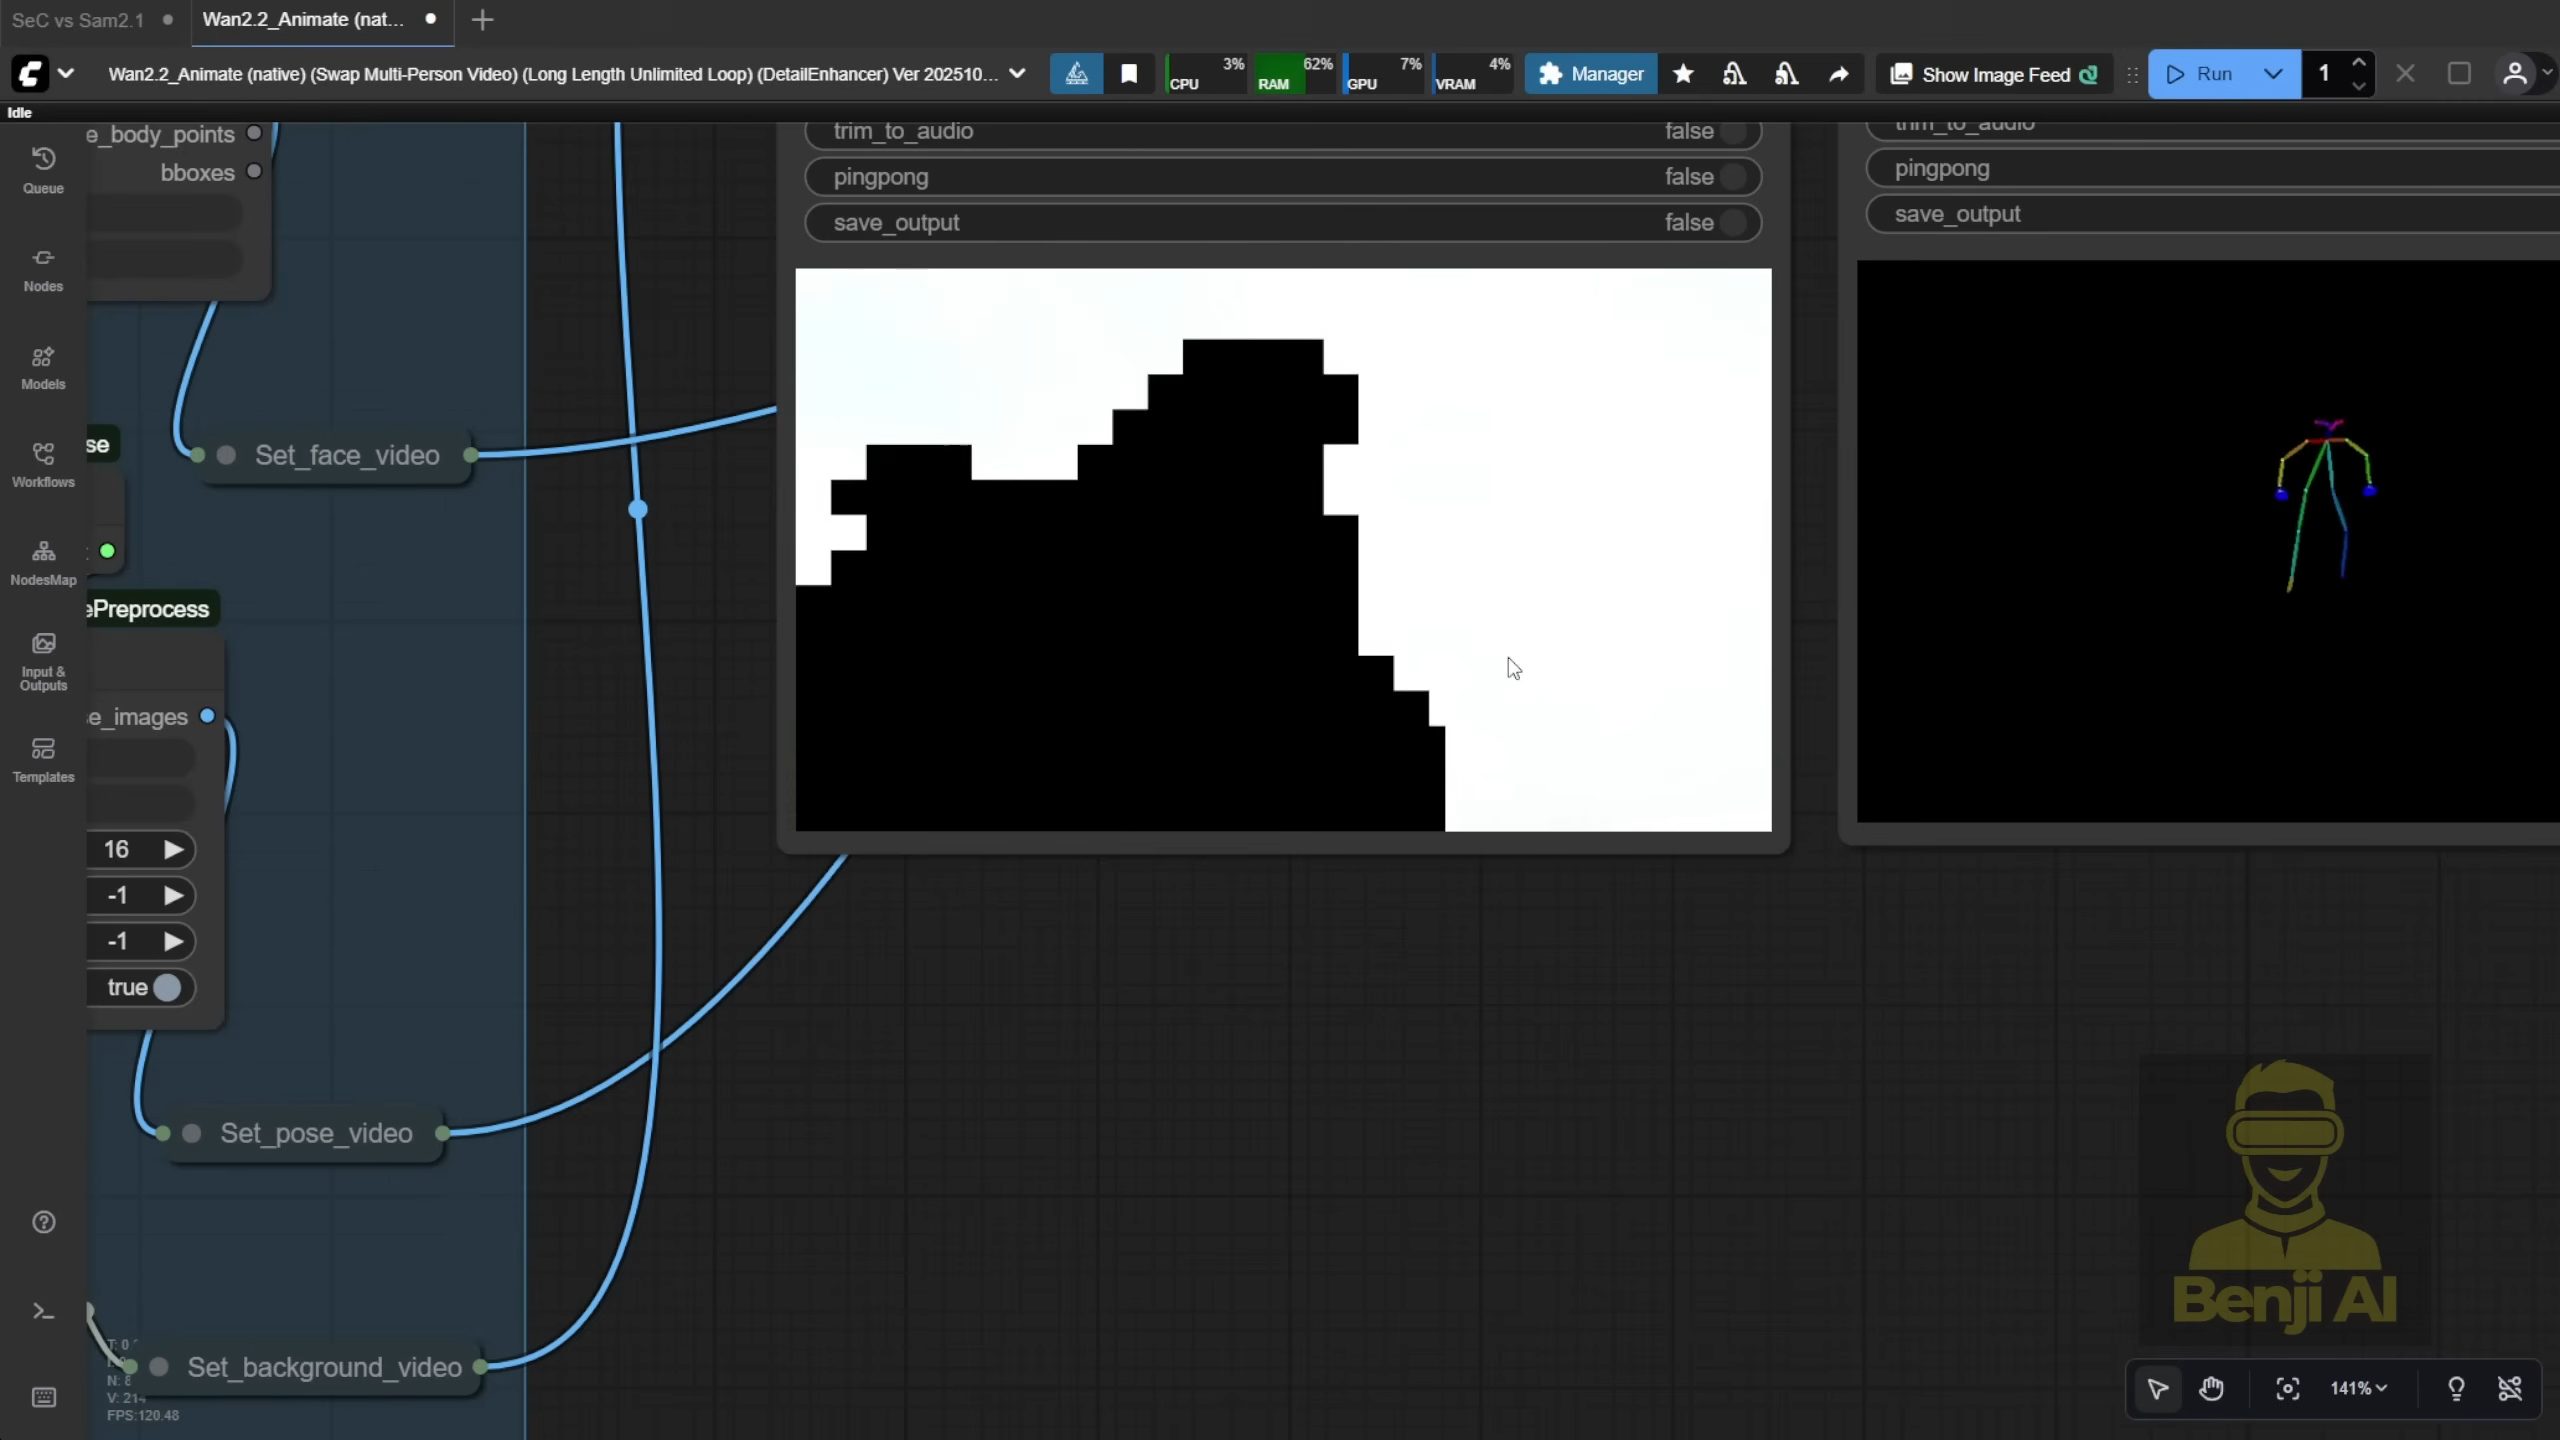 SeC vs Sam2.1
Wan2.2_Animate (nat...
Wan2.2_Animate (native) (Swap Multi-Person Video) (Long Length Unlimited Loop) (DetailEnhancer) Ver 202510...
CPU 3%
RAM 62%
GPU 7%
VRAM 4%
Manager
Show Image Feed
Run
1
Idle
Queue
Nodes
Models
Workflows
NodesMap
Input &
Outputs
Templates
e_body_points
bboxes
se
Set_face_video
ePreprocess
e_images
16
-1
-1
true
Set_pose_video
Set_background_video
N: 8
V: 214
FPS:120.48
trim_to_audio false
pingpong false
save_output false
trim_to_audio
pingpong
save_output
Benji AI
141%